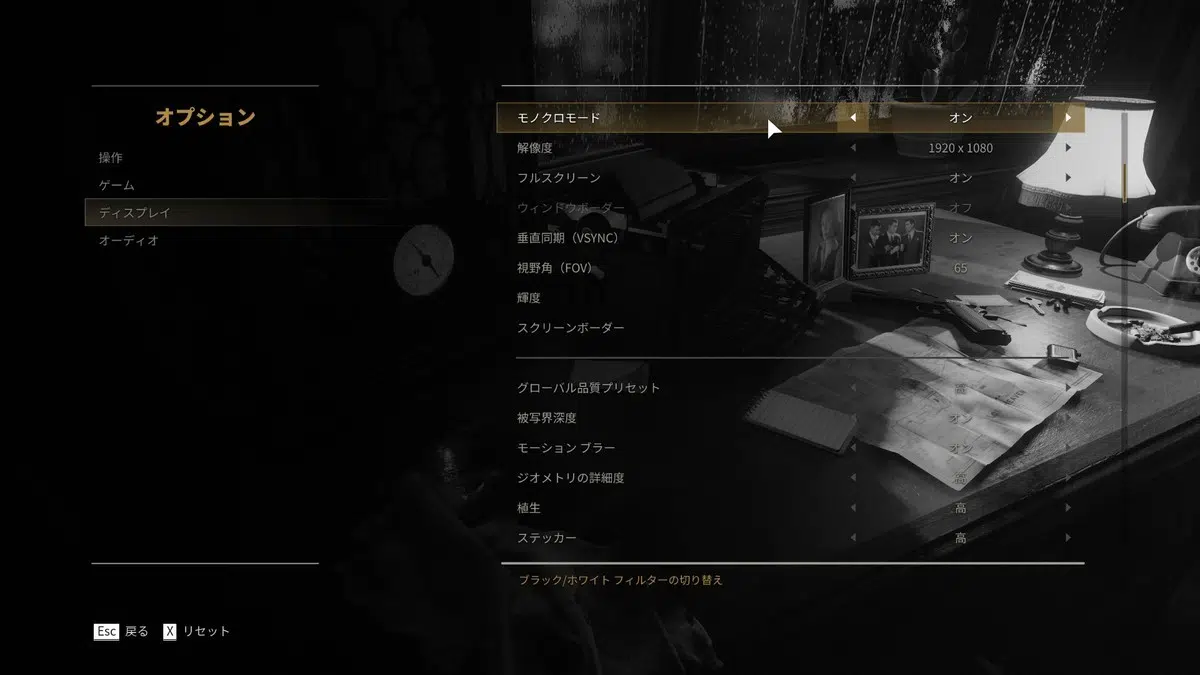 オプション
操作
ゲーム
ディスプレイ
オーディオ
モノクロモード オン
解像度 1920 x 1080
フルスクリーン オン
ウィンドウボーダー オフ
垂直同期（VSYNC） オン
視野角（FOV） 65
輝度
スクリーンボーダー
グローバル品質プリセット 高
被写界深度 オン
モーション ブラー オン
ジオメトリの詳細度 高
植生 高
ステッカー 高
ブラック/ホワイト フィルターの切り替え
Esc 戻る X リセット